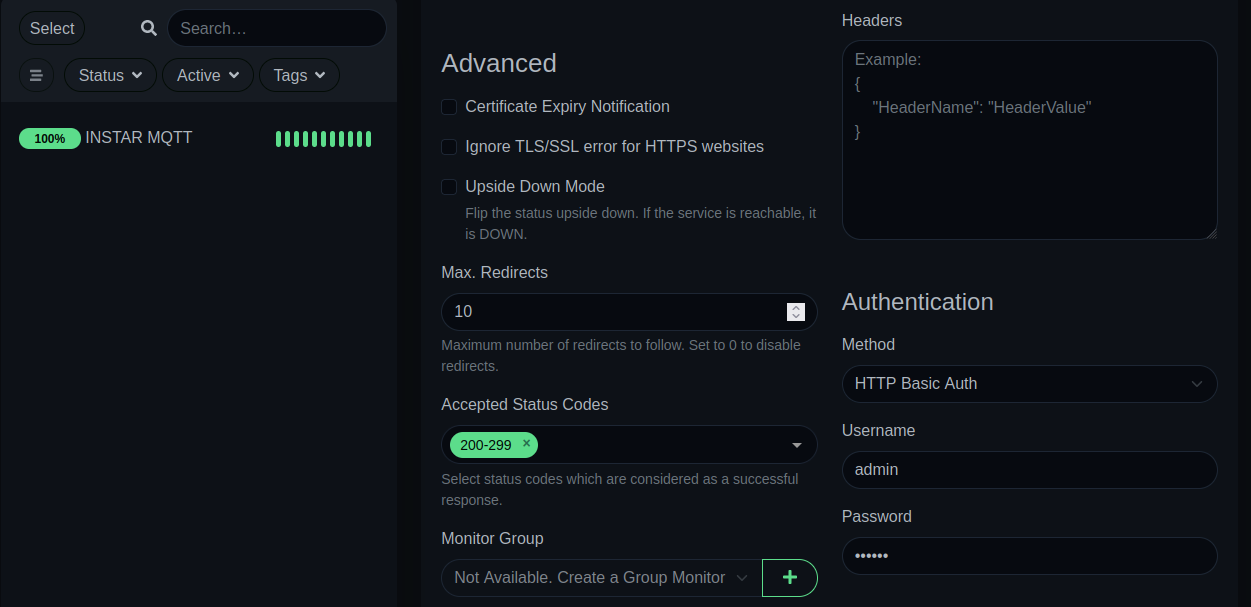 Select
Search…
Status
Active
Tags
100%
INSTAR MQTT
Advanced
Certificate Expiry Notification
Ignore TLS/SSL error for HTTPS websites
Upside Down Mode
Flip the status upside down. If the service is reachable, it
is DOWN.
Max. Redirects
10
Maximum number of redirects to follow. Set to 0 to disable
redirects.
Accepted Status Codes
200-299 ×
Select status codes which are considered as a successful
response.
Monitor Group
Not Available. Create a Group Monitor
+
Headers
Example:
{
"HeaderName": "HeaderValue"
}
Authentication
Method
HTTP Basic Auth
Username
admin
Password
••••••